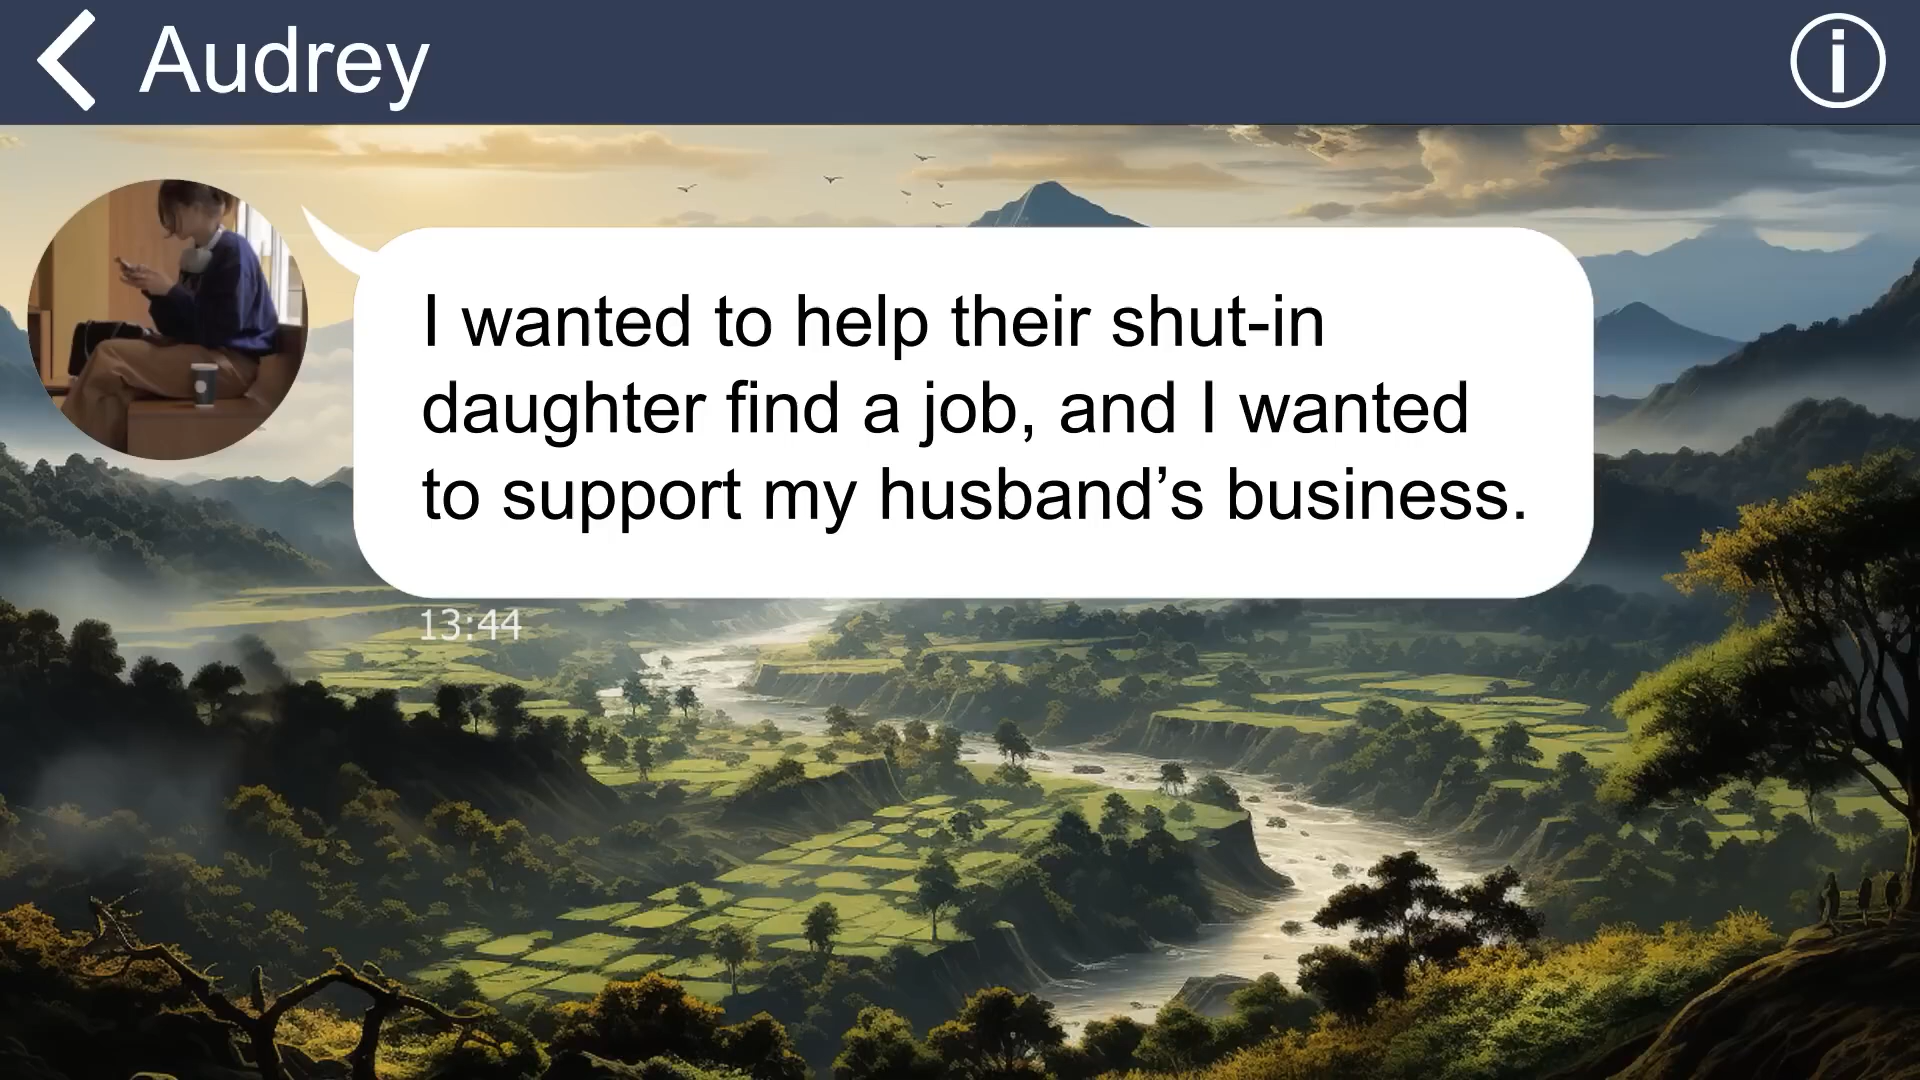 Audrey
I wanted to help their shut-in
daughter find a job, and I wanted
to support my husband’s business.
13:44